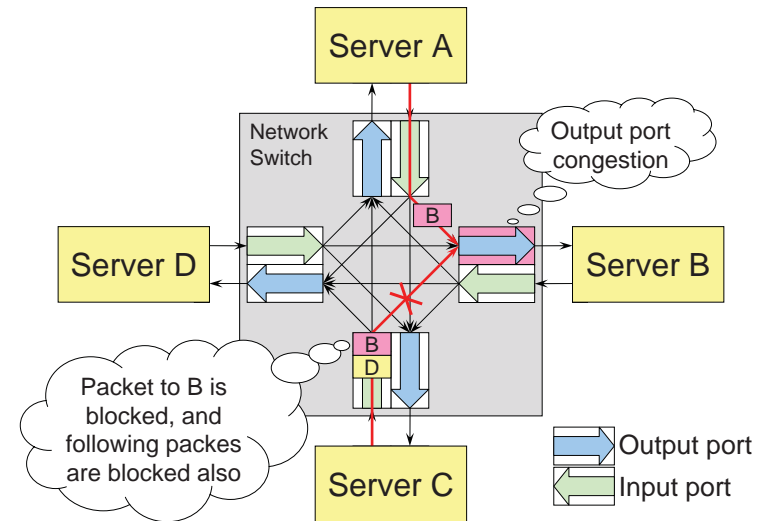 Server A
Network
Switch
Output port
congestion
B
Server D
Server B
B
D
Packet to B is
blocked, and
following packes
are blocked also
Server C
Output port
Input port